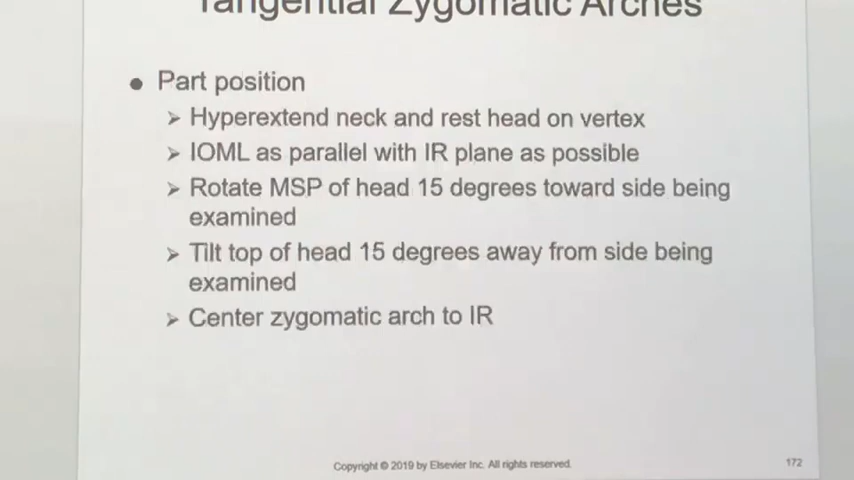 Tangential Zygomatic Arches
● Part position
➢ Hyperextend neck and rest head on vertex
➢ IOML as parallel with IR plane as possible
➢ Rotate MSP of head 15 degrees toward side being
examined
➢ Tilt top of head 15 degrees away from side being
examined
➢ Center zygomatic arch to IR
Copyright © 2019 by Elsevier Inc. All rights reserved.
172